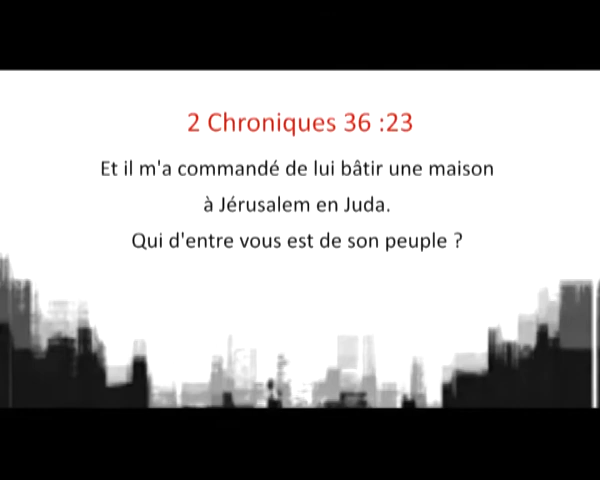 2 Chroniques 36 :23
Et il m'a commandé de lui bâtir une maison
à Jérusalem en Juda.
Qui d'entre vous est de son peuple ?